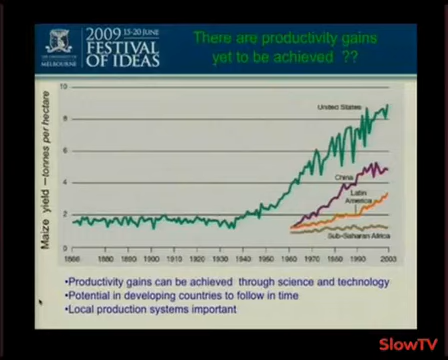 THE UNIVERSITY OF
MELBOURNE
2009 15-20 JUNE
FESTIVAL
OF IDEAS
There are productivity gains
yet to be achieved ??
Maize yield — tonnes per hectare
10
8
6
4
2
0
United States
China
Latin
America
Sub-Saharan Africa
1866 1880 1890 1900 1910 1920 1930 1940 1950 1960 1970 1980 1990 2003
•Productivity gains can be achieved through science and technology
•Potential in developing countries to follow in time
•Local production systems important
SlowTV